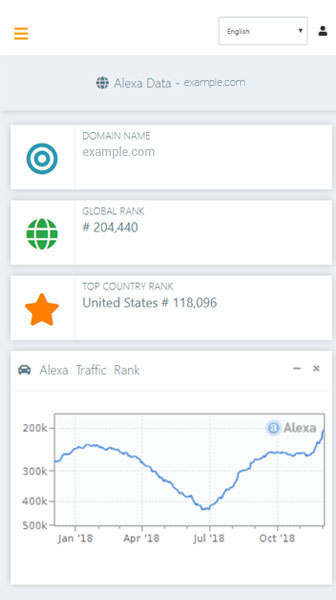 English
Alexa Data - example.com
DOMAIN NAME
example.com
GLOBAL RANK
# 204,440
TOP COUNTRY RANK
United States # 118,096
Alexa Traffic Rank
a Alexa
200k
300k
400k
500k
Jan '18 Apr '18 Jul '18 Oct '18